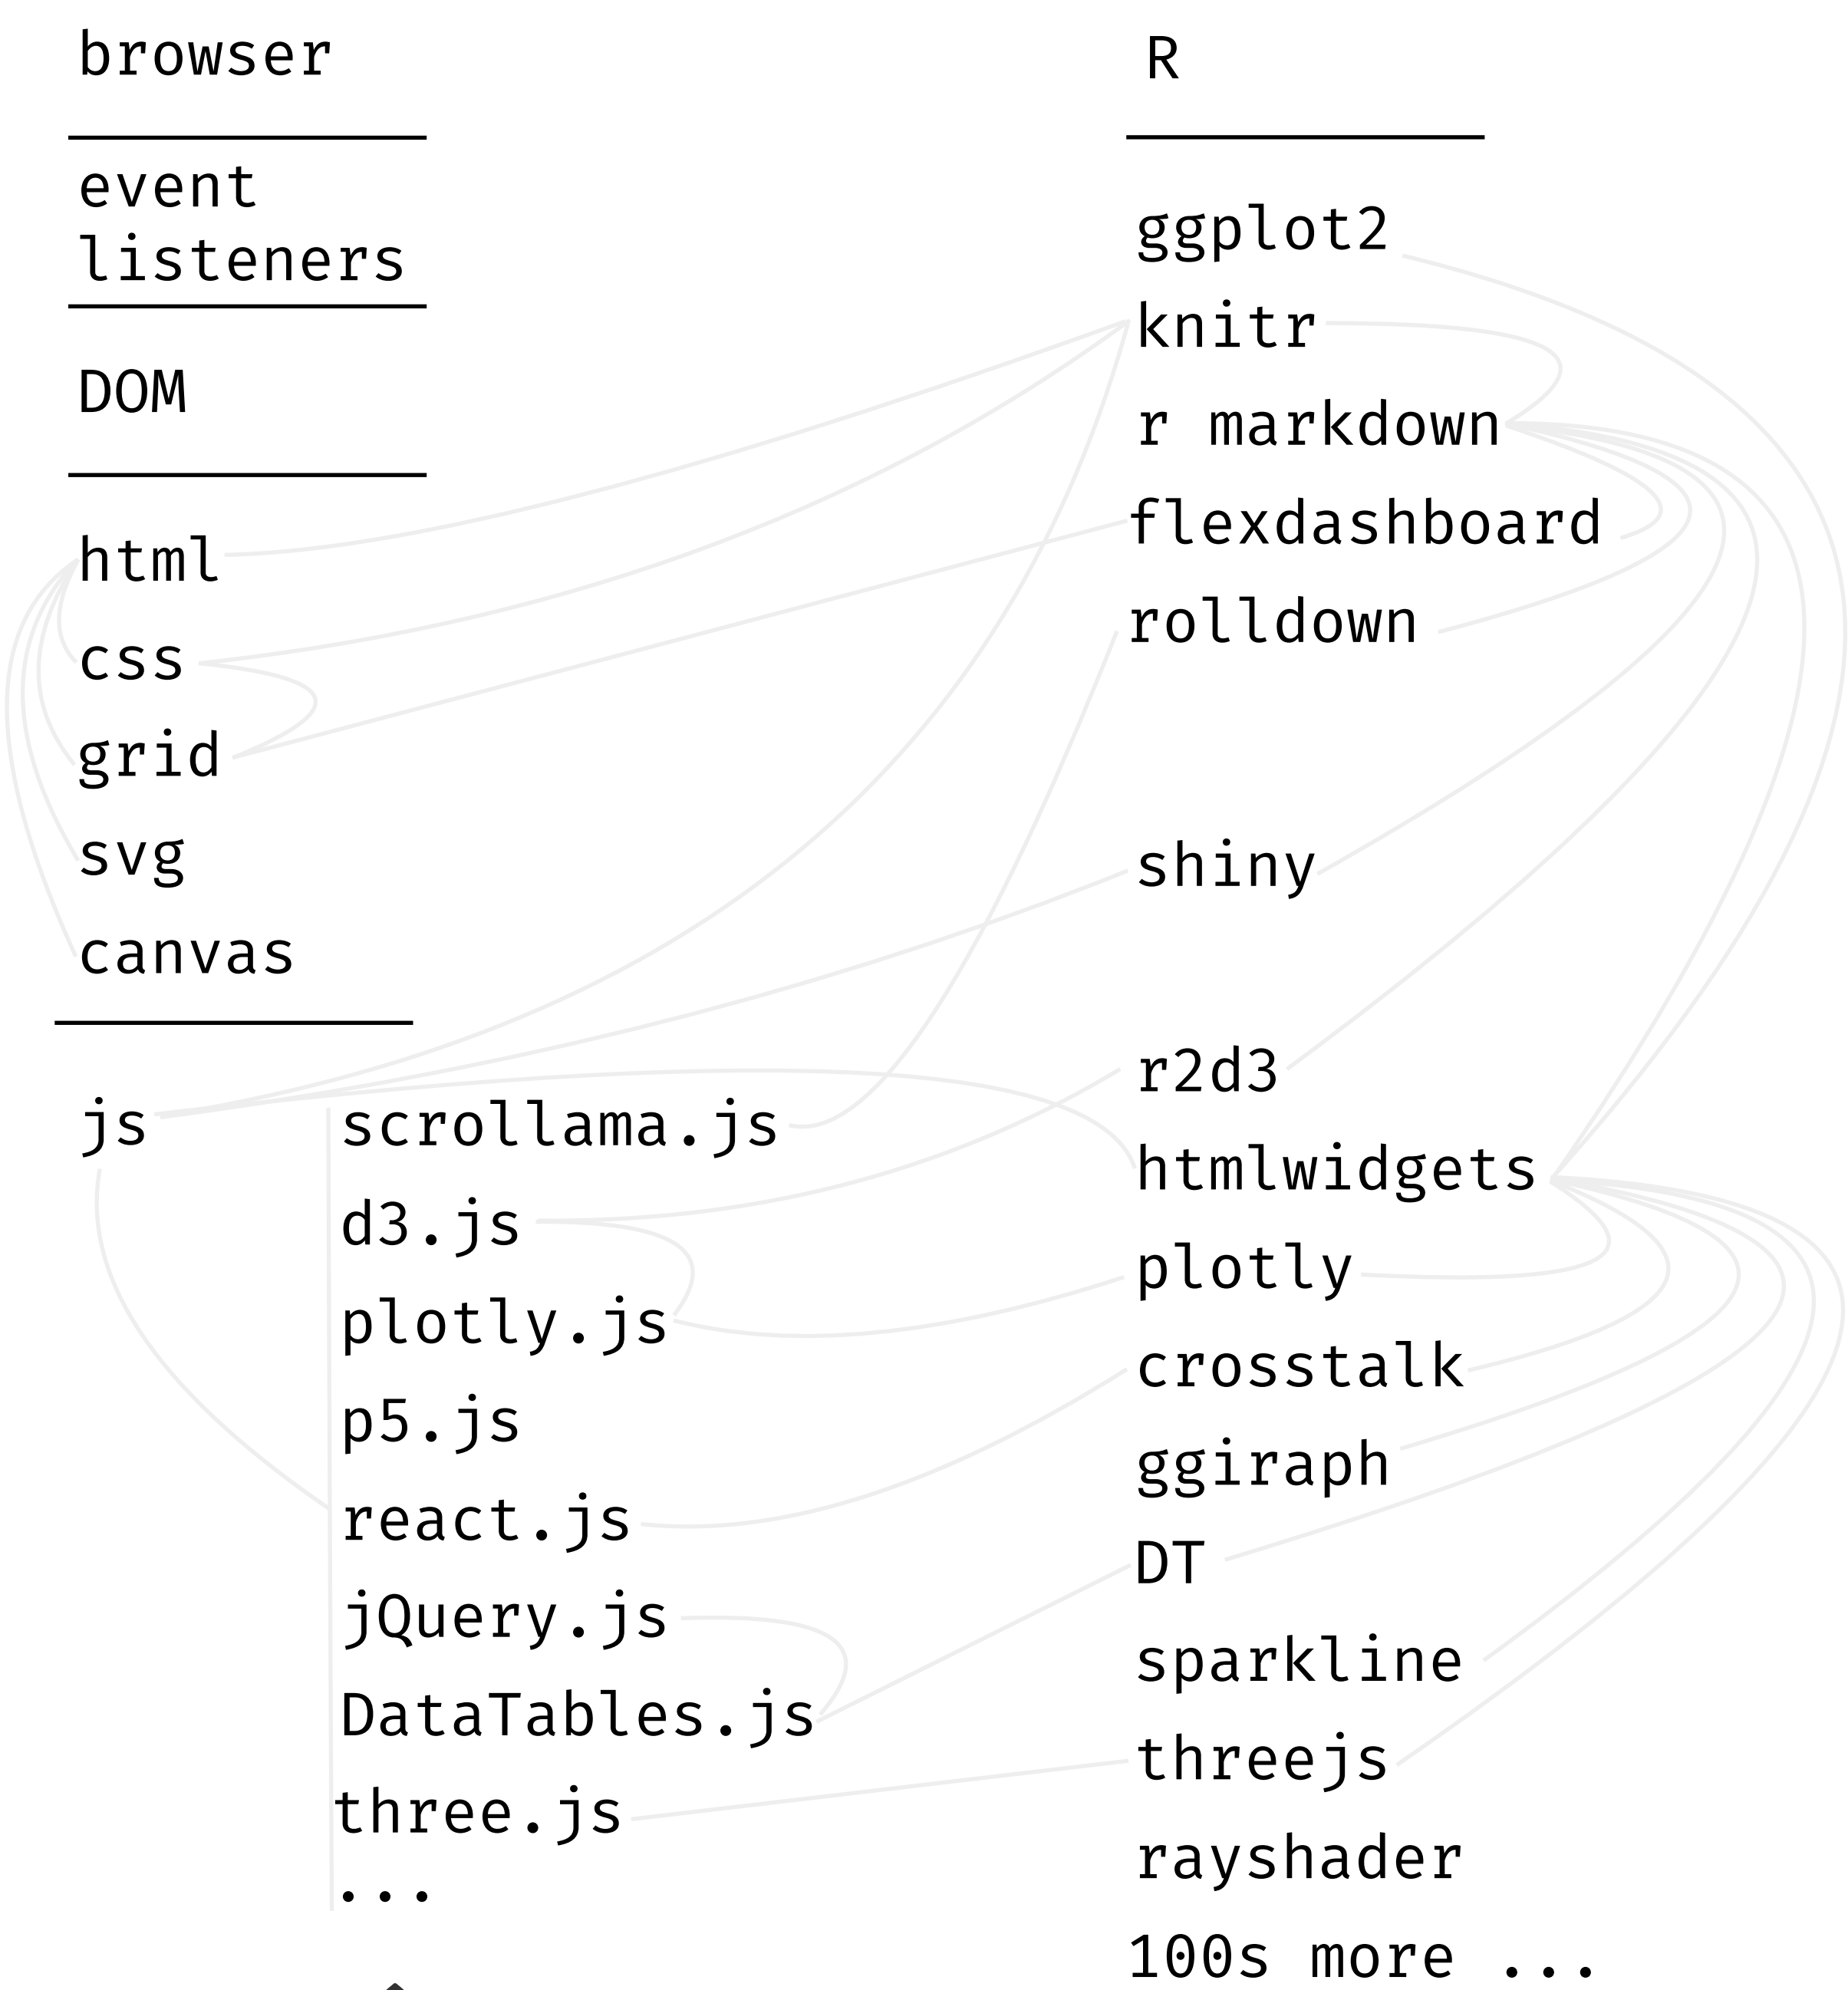 browser
event
listeners
DOM
html
css
grid
svg
canvas
js
scrollama.js
d3.js
plotly.js
p5.js
react.js
jQuery.js
DataTables.js
three.js
...
R
ggplot2
knitr
r markdown
flexdashboard
rolldown
shiny
r2d3
htmlwidgets
plotly
crosstalk
ggiraph
DT
sparkline
threejs
rayshader
100s more ...